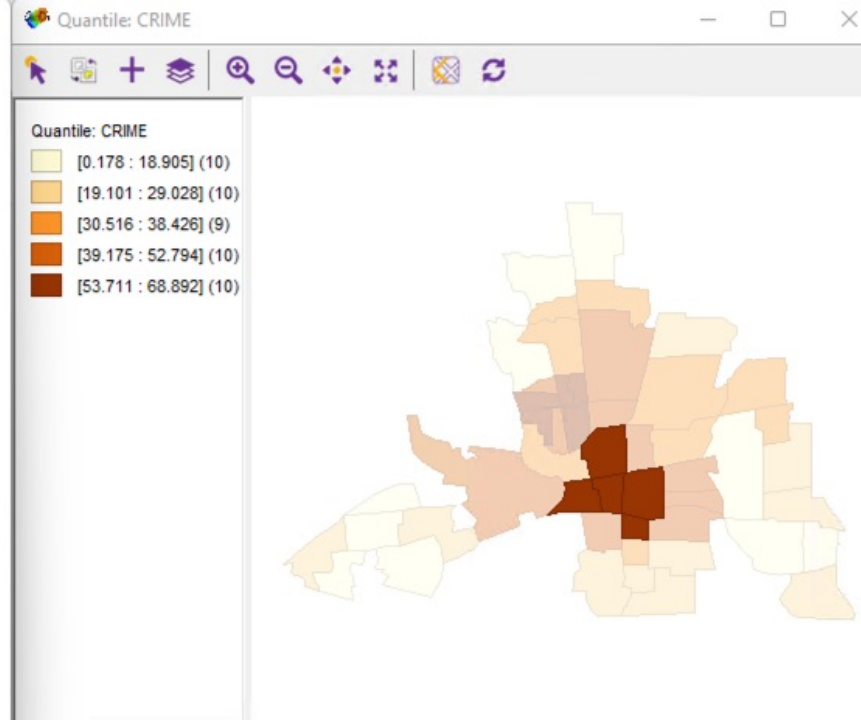 Quantile: CRIME
Quantile: CRIME
[0.178 : 18.905] (10)
[19.101 : 29.028] (10)
[30.516 : 38.426] (9)
[39.175 : 52.794] (10)
[53.711 : 68.892] (10)